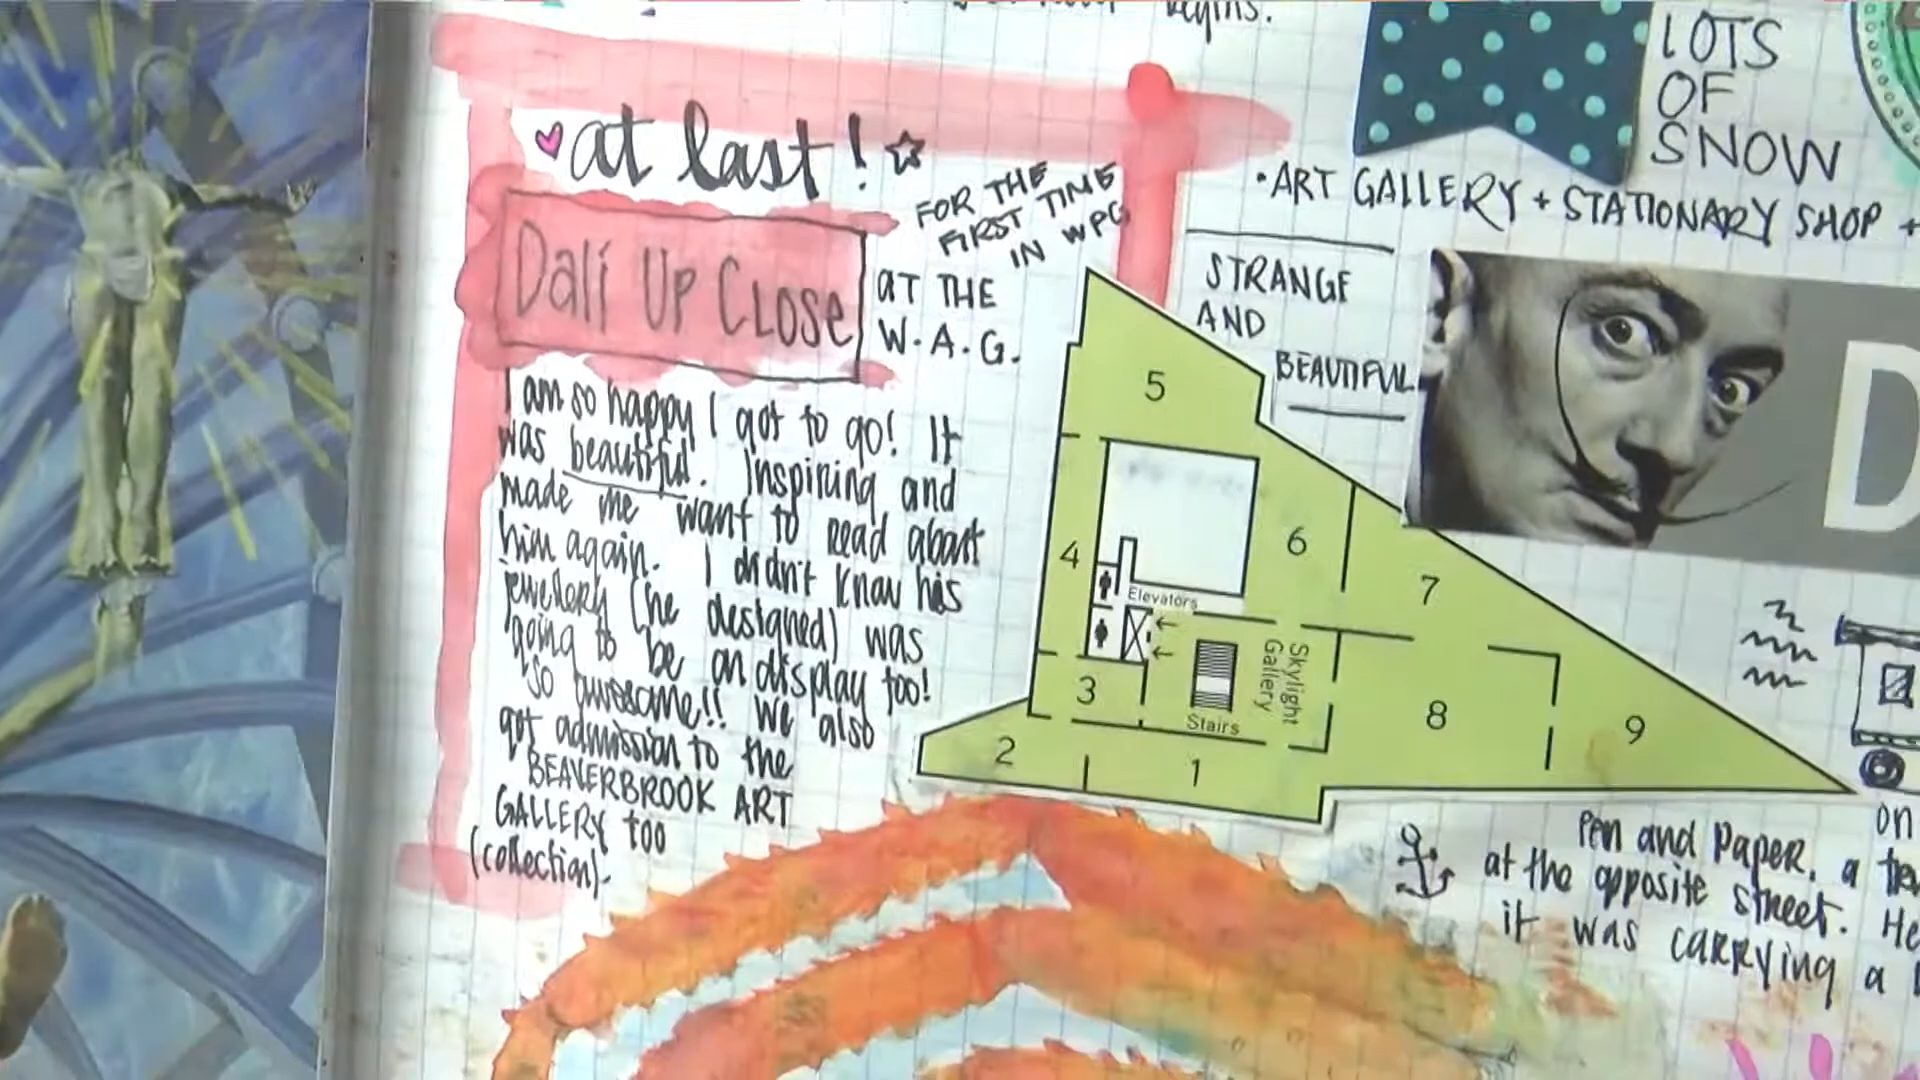 begins.
LOTS
OF
SNOW
at last!
FOR THE
FIRST TIME
IN WPG
•ART GALLERY + STATIONARY SHOP +
Dalí Up Close
AT THE
W.A.G.
STRANGE
AND
BEAUTIFUL
D
I am so happy I got to go! It
was beautiful. Inspiring and
made me want to read about
him again. I didn't know his
jewellery (he designed) was
going to be on display too!
So awesome!! We also
got admission to the
BEAVERBROOK ART
GALLERY too
(collection).
5
4
6
7
Elevators
Skylight
Gallery
3
Stairs
8
9
2
1
on
Pen and Paper. a
at the opposite street. He
it was carrying a